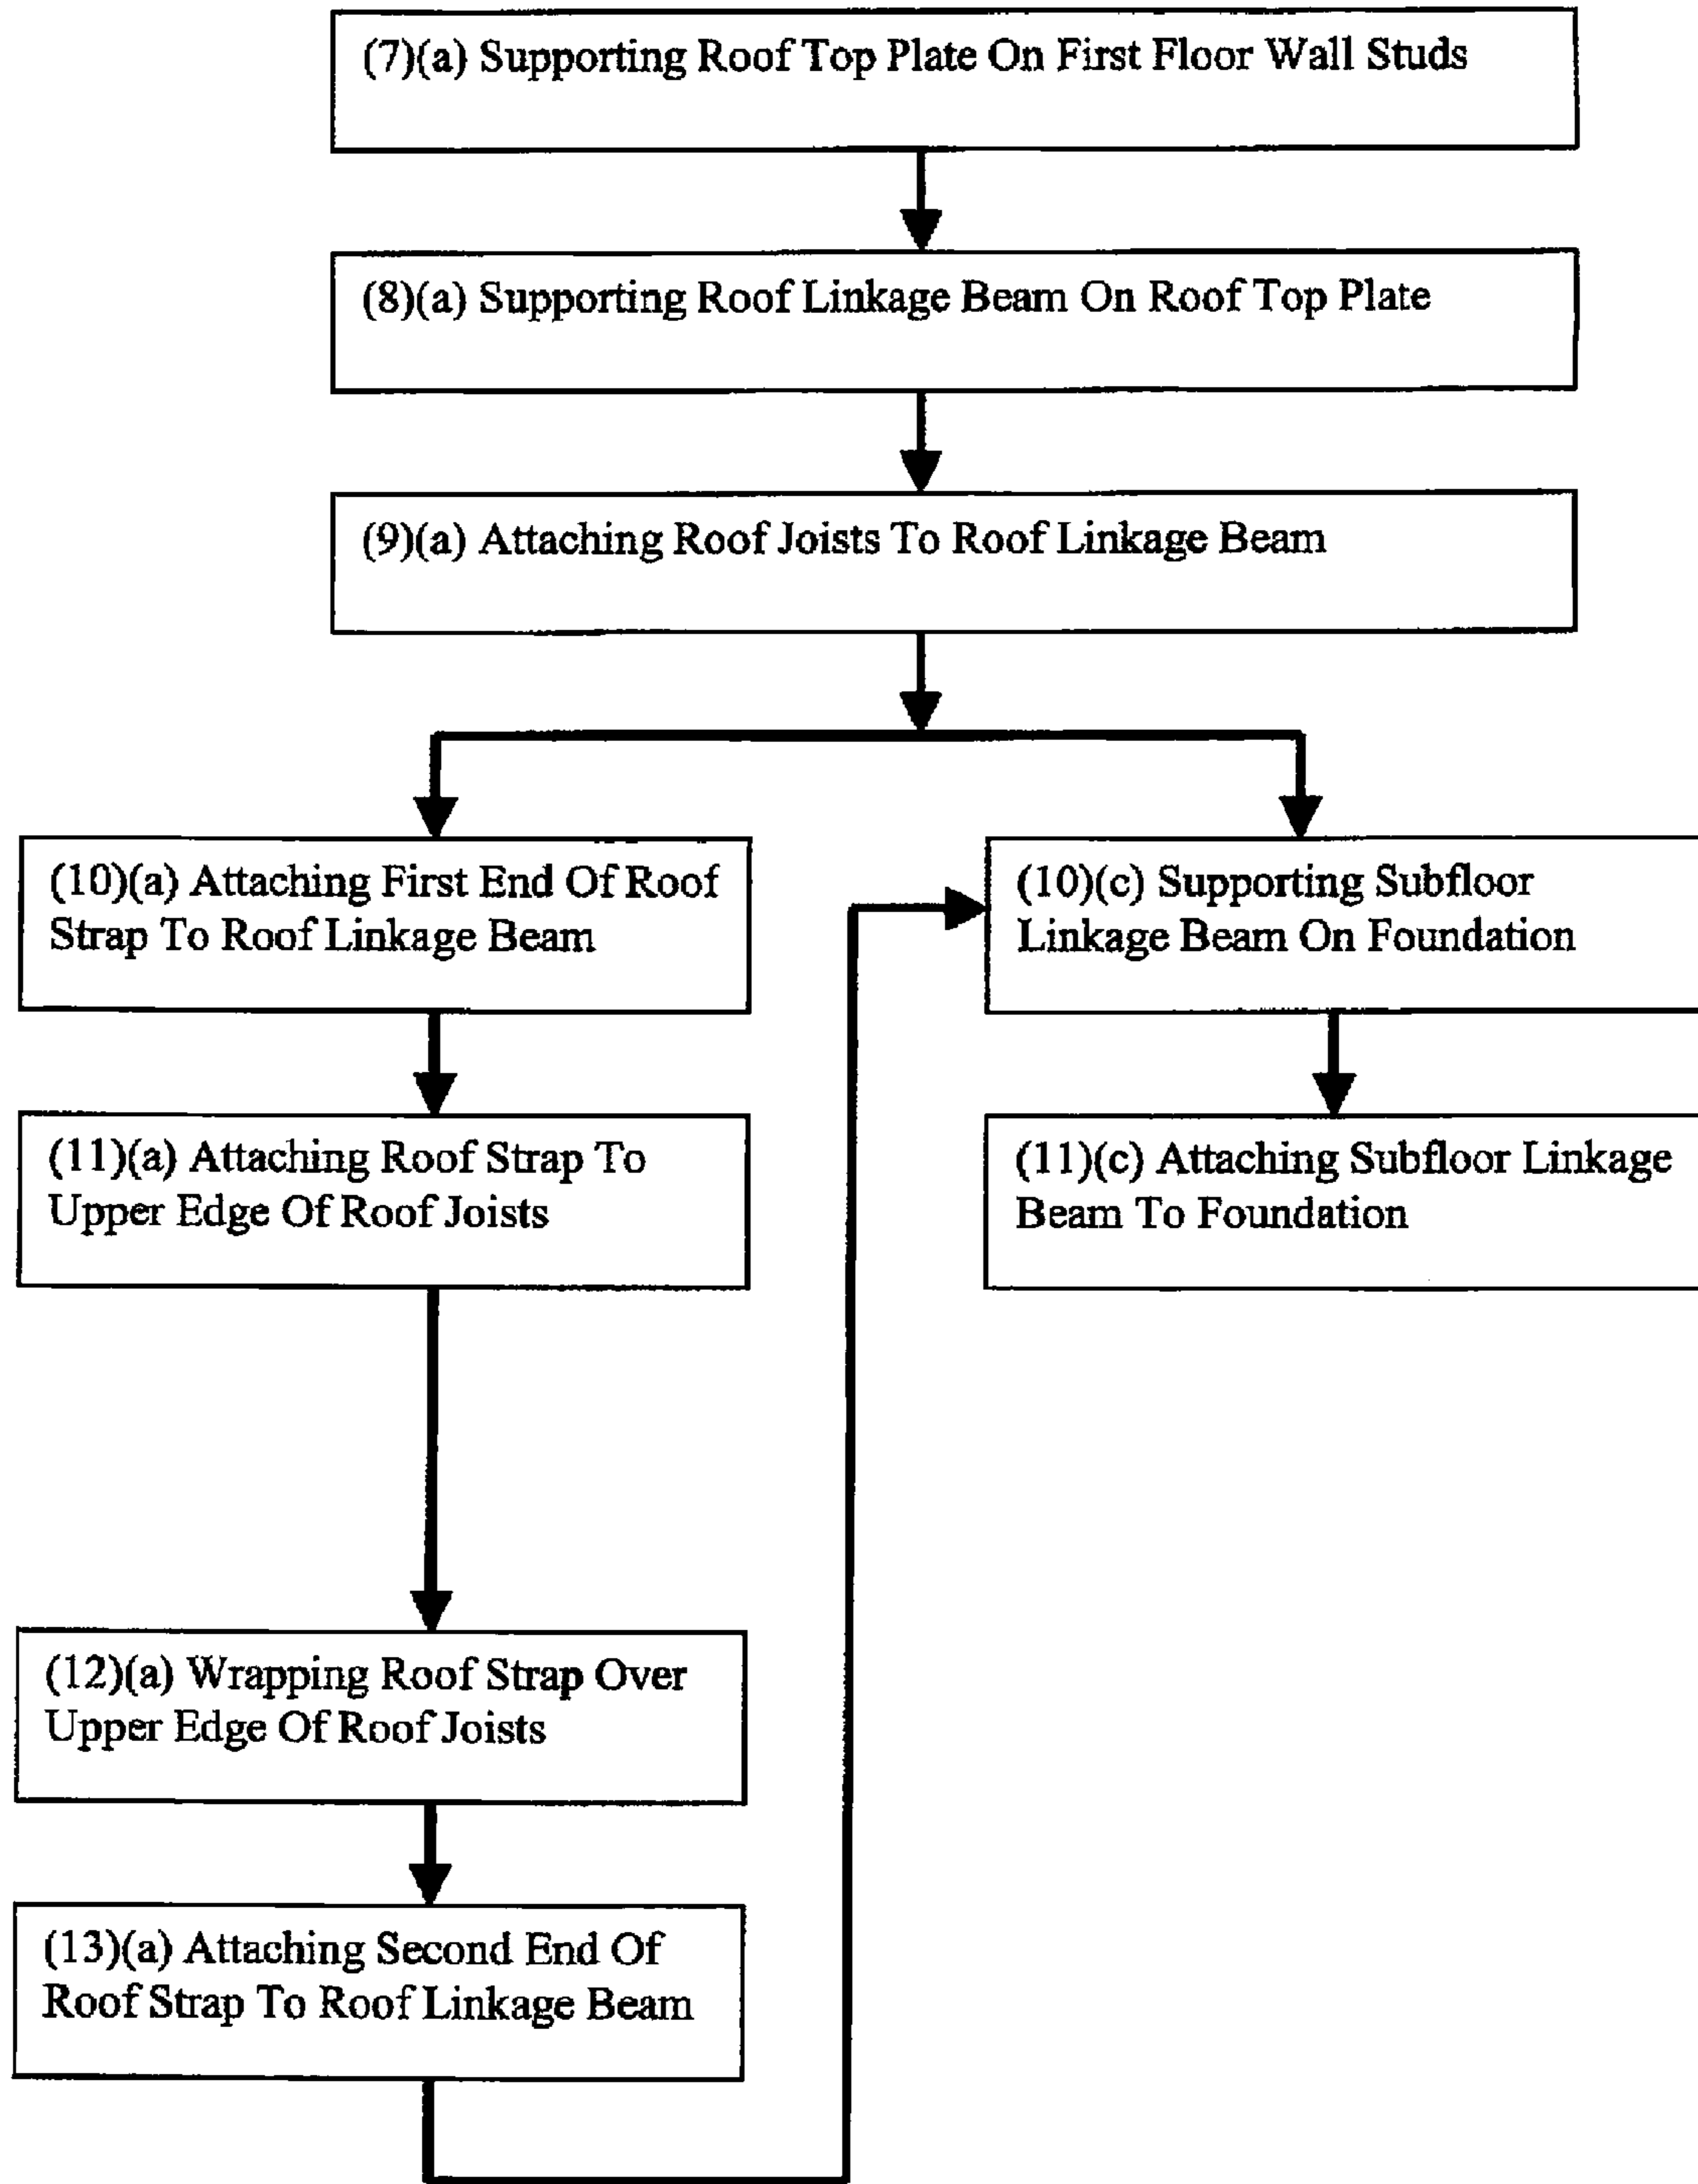 (7)(a) Supporting Roof Top Plate On First Floor Wall Studs
(8)(a) Supporting Roof Linkage Beam On Roof Top Plate
(9)(a) Attaching Roof Joists To Roof Linkage Beam
(10)(a) Attaching First End Of Roof
Strap To Roof Linkage Beam
(11)(a) Attaching Roof Strap To
Upper Edge Of Roof Joists
(12)(a) Wrapping Roof Strap Over
Upper Edge Of Roof Joists
(13)(a) Attaching Second End Of
Roof Strap To Roof Linkage Beam
(10)(c) Supporting Subfloor
Linkage Beam On Foundation
(11)(c) Attaching Subfloor Linkage
Beam To Foundation